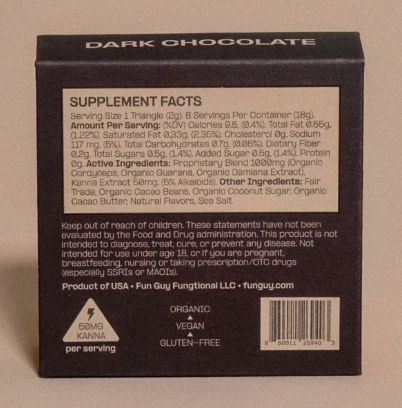 DARK CHOCOLATE
SUPPLEMENT FACTS
Serving Size 1 Triangle (2g). 8 Servings Per Container (18g).
Amount Per Serving: (%DV) Calories 9.5, (0.4%). Total Fat 0.55g,
(1.22%). Saturated Fat 0,33g, (2,35%). Cholesterol 0g, Sodium
117 mg, (5%). Total Carbohydrates 0.7g, (0.06%). Dietary Fiber
0.2g, Total Sugars 0.5g, (1.4%). Added Sugar 0.5g, (1.4%). Protein
0g. Active Ingredients: Proprietary Blend 1000mg (Organic
Cordyceps, Organic Guarana, Organic Damiana Extract),
Kanna Extract 50mg, (5% Alkaloids). Other Ingredients: Fair
Trade, Organic Cacao Beans, Organic Coconut Sugar, Organic
Cacao Butter, Natural Flavors, Sea Salt.
Keep out of reach of children. These statements have not been
evaluated by the Food and Drug administration. This product is not
intended to diagnose, treat, cure, or prevent any disease. Not
intended for use under age 18, or if you are pregnant,
breastfeeding, nursing or taking prescription/OTC drugs
(especially SSRIs or MAOIs).
Product of USA • Fun Guy Fungtional LLC • funguy.com
50MG
KANNA
per serving
ORGANIC
VEGAN
GLUTEN-FREE
8 60011 26940 3